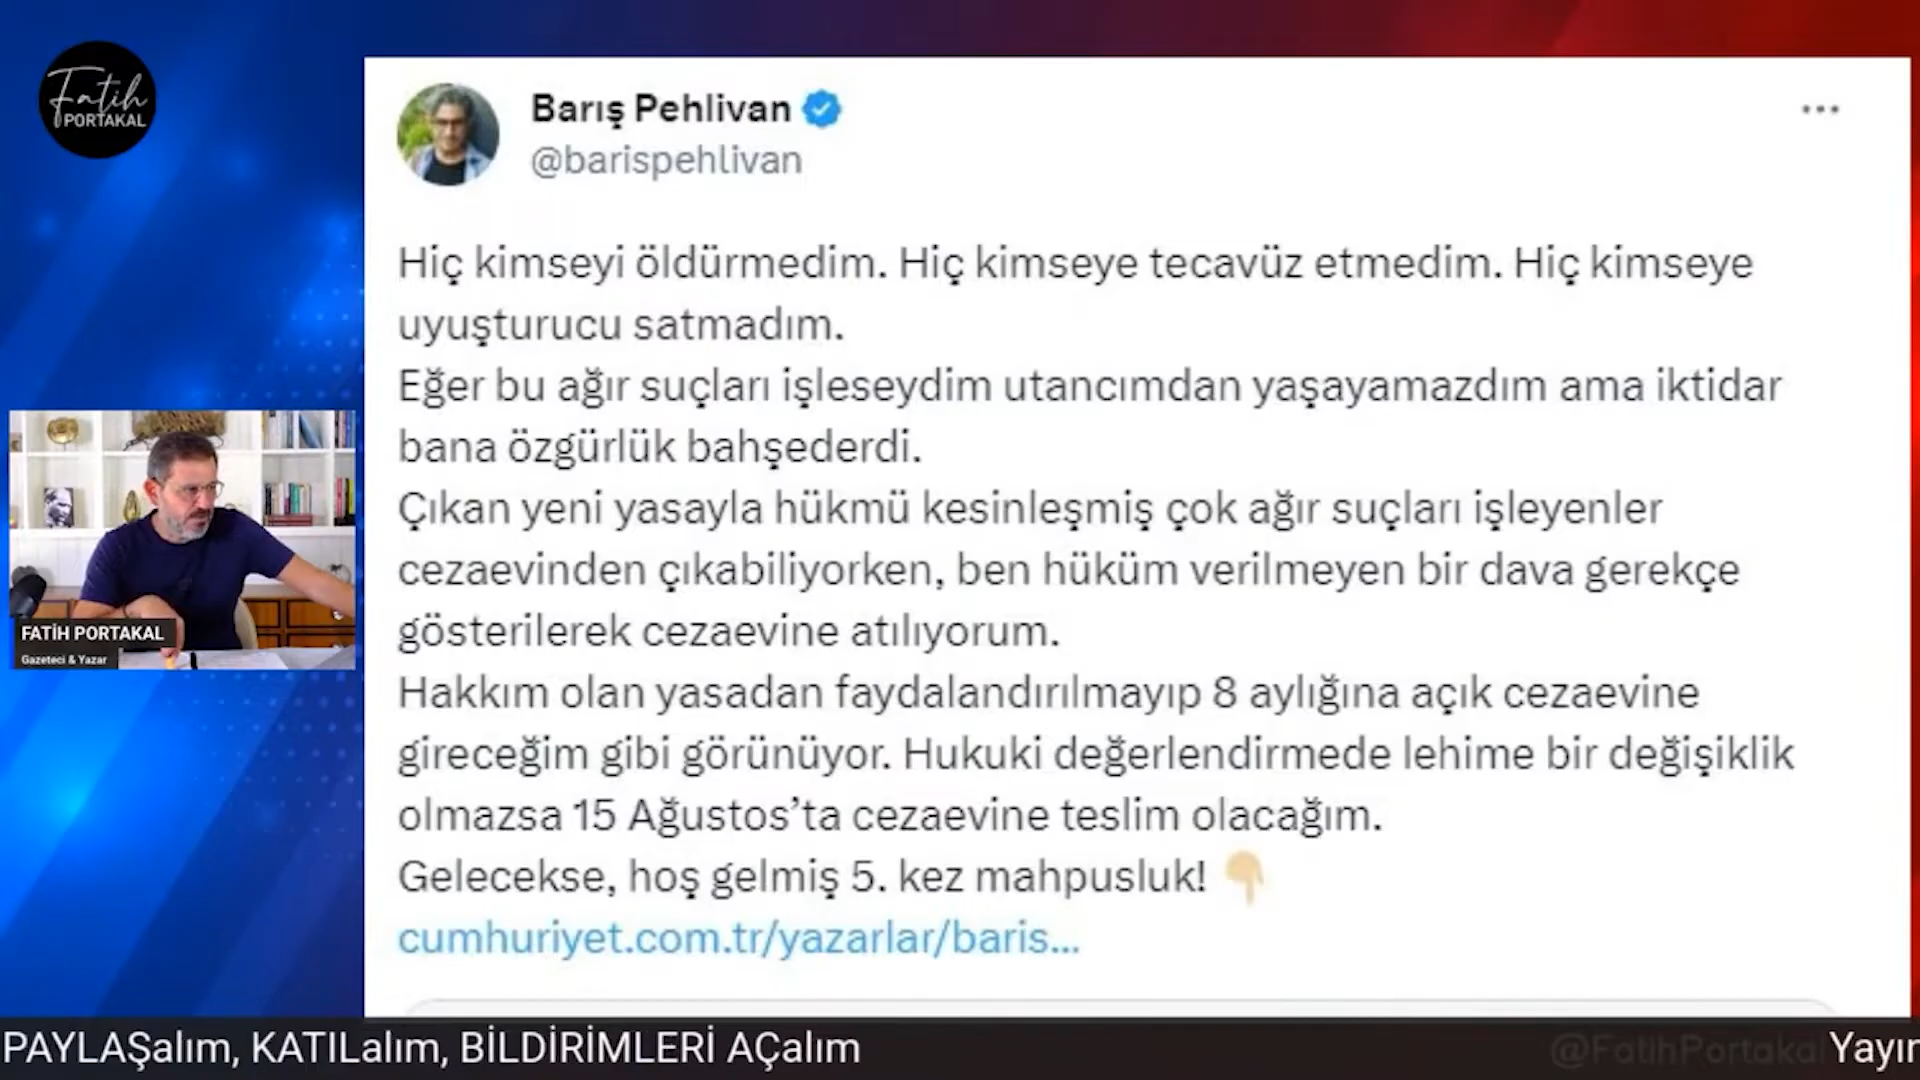 Fatih
PORTAKAL
Barış Pehlivan
@barispehlivan
Hiç kimseyi öldürmedim. Hiç kimseye tecavüz etmedim. Hiç kimseye
uyuşturucu satmadım.
Eğer bu ağır suçları işleseydim utancımdan yaşayamazdım ama iktidar
bana özgürlük bahşederdi.
Çıkan yeni yasayla hükmü kesinleşmiş çok ağır suçları işleyenler
cezaevinden çıkabiliyorken, ben hüküm verilmeyen bir dava gerekçe
gösterilerek cezaevine atılıyorum.
Hakkım olan yasadan faydalandırılmayıp 8 aylığına açık cezaevine
gireceğim gibi görünüyor. Hukuki değerlendirmede lehime bir değişiklik
olmazsa 15 Ağustos’ta cezaevine teslim olacağım.
Gelecekse, hoş gelmiş 5. kez mahpusluk! 👇🏼
cumhuriyet.com.tr/yazarlar/baris...
FATİH PORTAKAL
Gazeteci & Yazar
PAYLAŞalım, KATILalım, BİLDİRİMLERİ AÇalım
@FatihPortakal
Yayır